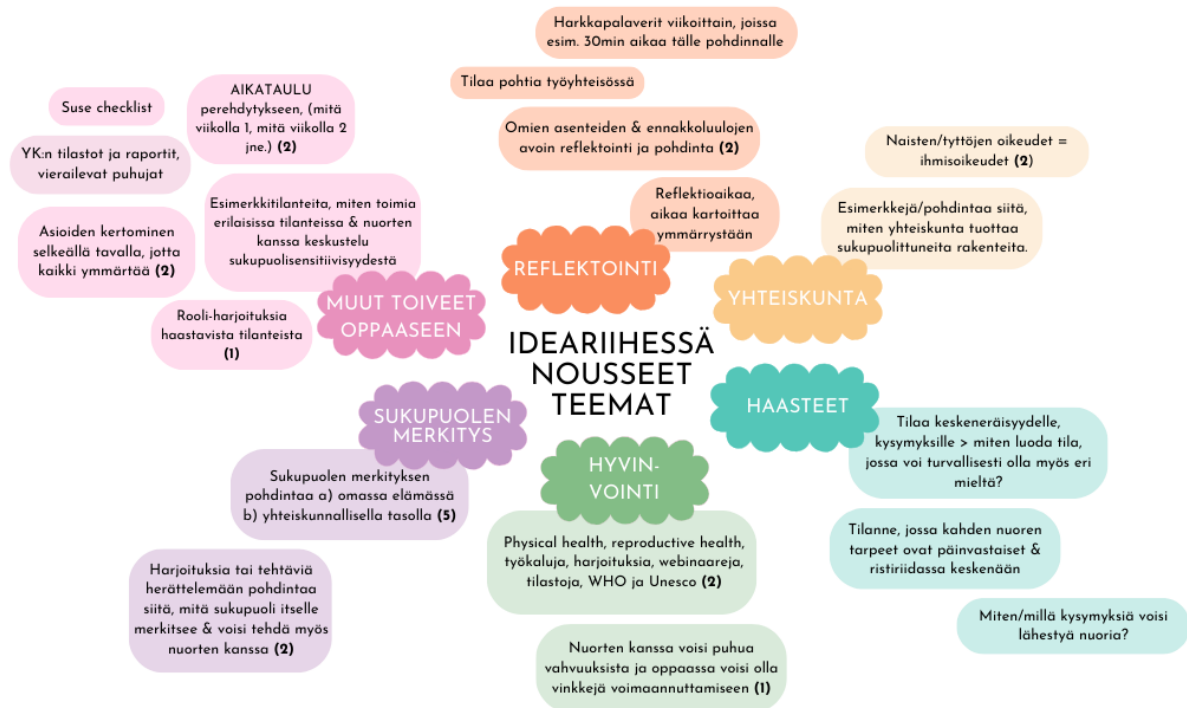 IDEARIIHESSÄ
NOUSSEET
TEEMAT
REFLEKTOINTI
Harkkapalaverit viikoittain, joissa
esim. 30min aikaa tälle pohdinnalle
Tilaa pohtia työyhteisössä
Omien asenteiden & ennakkoluulojen
avoin reflektointi ja pohdinta (2)
Reflektioaikaa,
aikaa kartoittaa
ymmärrystään
YHTEISKUNTA
Naisten/tyttöjen oikeudet =
ihmisoikeudet (2)
Esimerkkejä/pohdintaa siitä,
miten yhteiskunta tuottaa
sukupuolittuneita rakenteita.
HAASTEET
Tilaa keskeneräisyydelle,
kysymyksille > miten luoda tila,
jossa voi turvallisesti olla myös eri
mieltä?
Tilanne, jossa kahden nuoren
tarpeet ovat päinvastaiset &
ristiriidassa keskenään
Miten/millä kysymyksiä voisi
lähestyä nuoria?
HYVIN-
VOINTI
Physical health, reproductive health,
työkaluja, harjoituksia, webinaareja,
tilastoja, WHO ja Unesco (2)
Nuorten kanssa voisi puhua
vahvuuksista ja oppaassa voisi olla
vinkkejä voimaannuttamiseen (1)
SUKUPUOLEN
MERKITYS
Sukupuolen merkityksen
pohdintaa a) omassa elämässä
b) yhteiskunnallisella tasolla (5)
Harjoituksia tai tehtäviä
herättelemään pohdintaa
siitä, mitä sukupuoli itselle
merkitsee & voisi tehdä myös
nuorten kanssa (2)
MUUT TOIVEET
OPPAASEEN
Suse checklist
AIKATAULU
perehdytykseen, (mitä
viikolla 1, mitä viikolla 2
jne.) (2)
YK:n tilastot ja raportit,
vierailevat puhujat
Esimerkkitilanteita, miten toimia
erilaisissa tilanteissa & nuorten
kanssa keskustelu
sukupuolisensitiivisyydestä
Asioiden kertominen
selkeällä tavalla, jotta
kaikki ymmärtää (2)
Rooli-harjoituksia
haastavista tilanteista
(1)